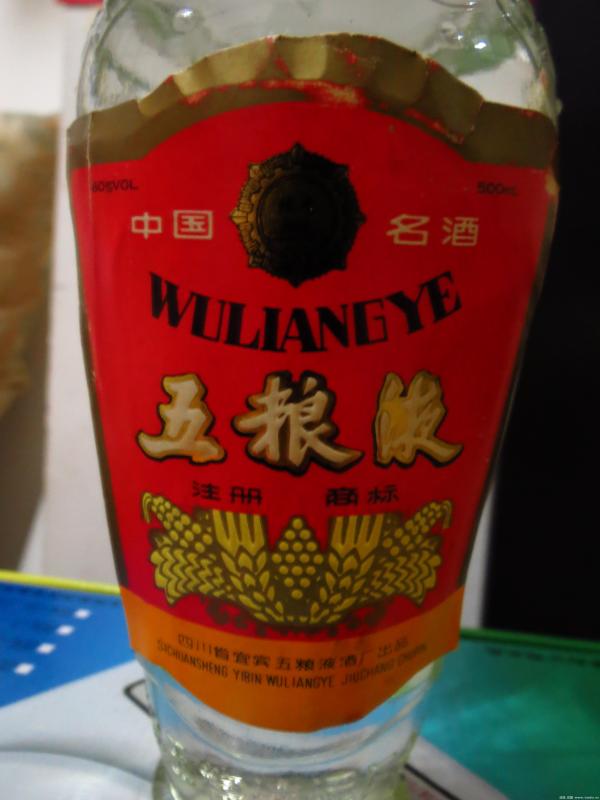 60%VOL. 500mL
中国 名酒
WULIANGYE
五粮液
注册 商标
四川省宜宾五粮液酒厂出品
SICHUANSHENG YIBIN WULIANGYE JIUCHANG CHUPIN